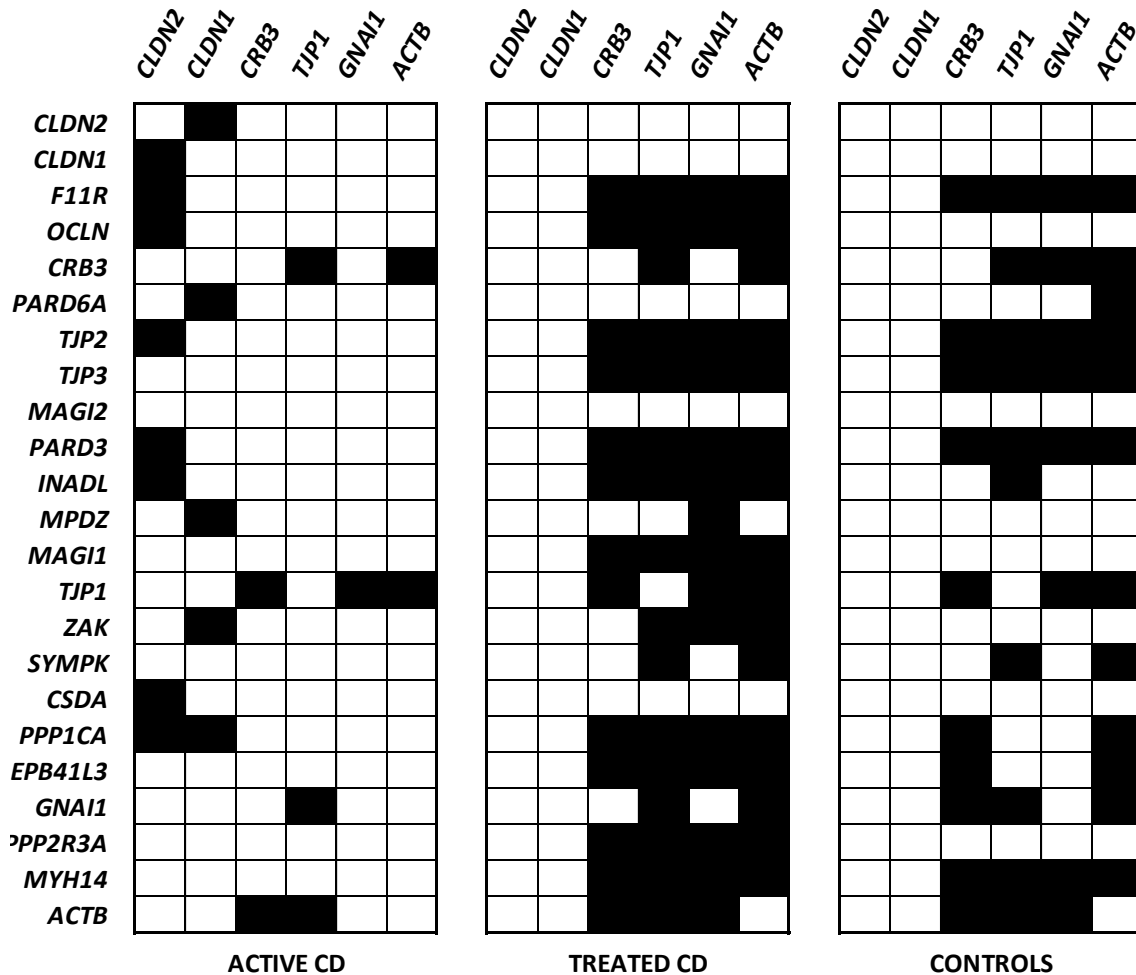 CLDN2 CLDN1 CRB3 TJP1 GNAI1 ACTB CLDN2 CLDN1 CRB3 TJP1 GNAI1 ACTB CLDN2 CLDN1 CRB3 TJP1 GNAI1 ACTB
CLDN2
CLDN1
F11R
OCLN
CRB3
PARD6A
TJP2
TJP3
MAGI2
PARD3
INADL
MPDZ
MAGI1
TJP1
ZAK
SYMPK
CSDA
PPP1CA
EPB41L3
GNAI1
PPP2R3A
MYH14
ACTB
ACTIVE CD TREATED CD CONTROLS